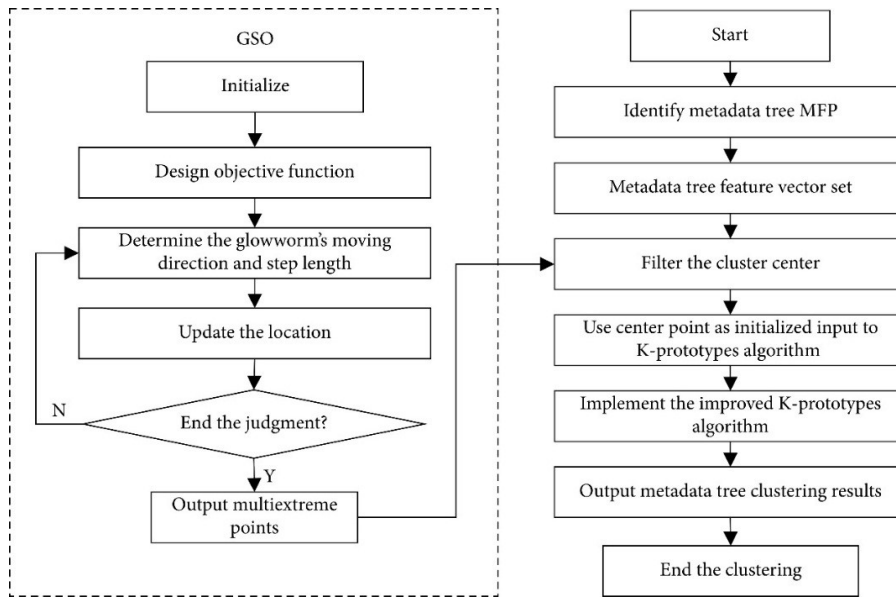 GSO
Initialize
Design objective function
Determine the glowworm's moving
direction and step length
Update the location
N
End the judgment?
Y
Output multiextreme
points
Start
Identify metadata tree MFP
Metadata tree feature vector set
Filter the cluster center
Use center point as initialized input to
K-prototypes algorithm
Implement the improved K-prototypes
algorithm
Output metadata tree clustering results
End the clustering